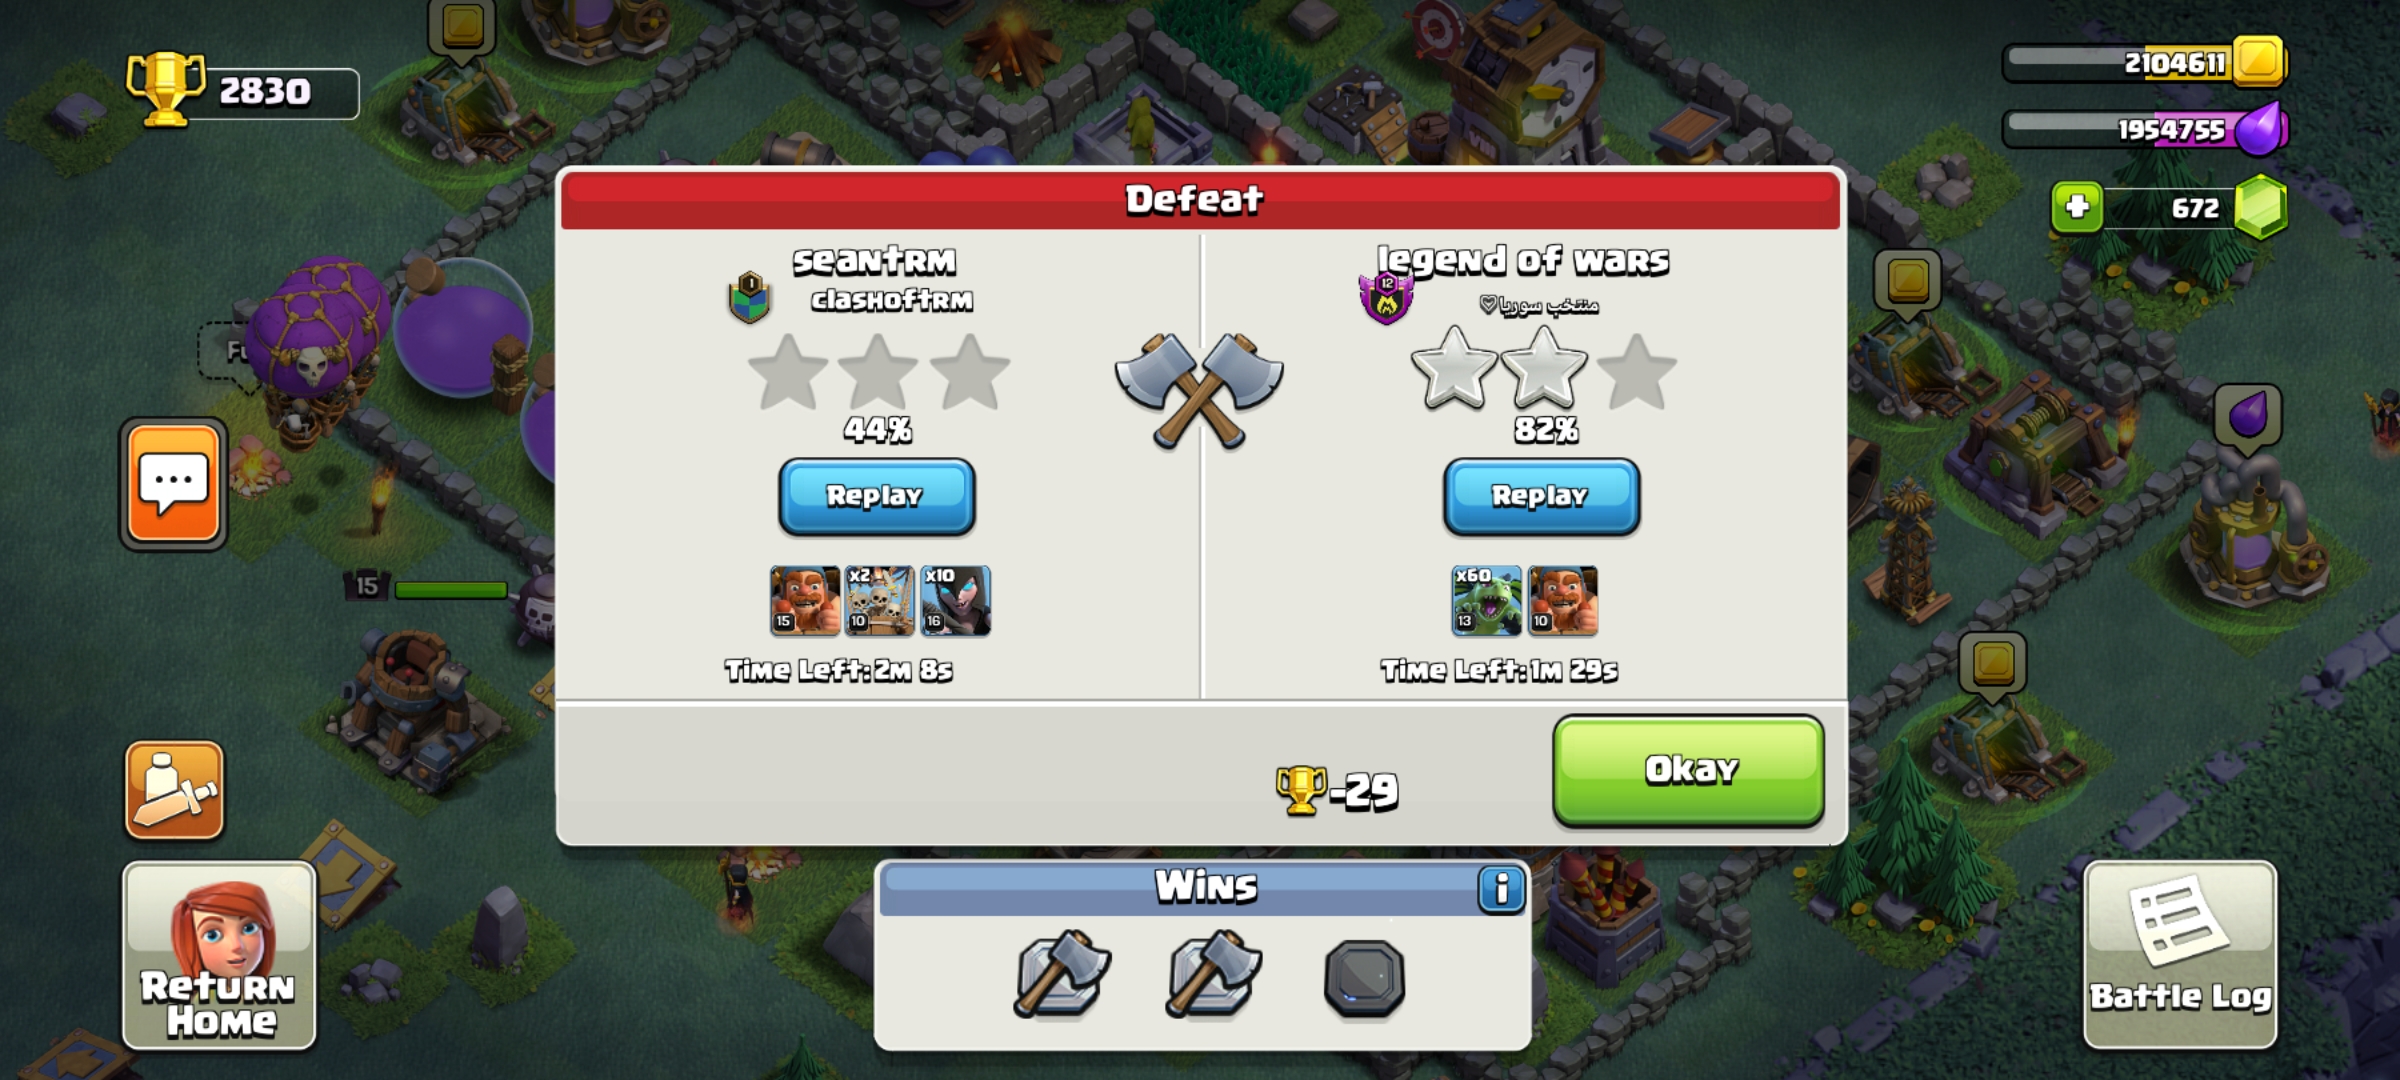 2830
2104611
1954755
672
Defeat
seantrm
clashoftrm
1
44%
Replay
15
x2
10
x10
16
Time Left: 2m 8s
legend of wars
12
منتخب سوريا♡
82%
Replay
x60
13
10
Time Left: 1m 29s
15
-29
Okay
Wins
i
Return
Home
Battle Log